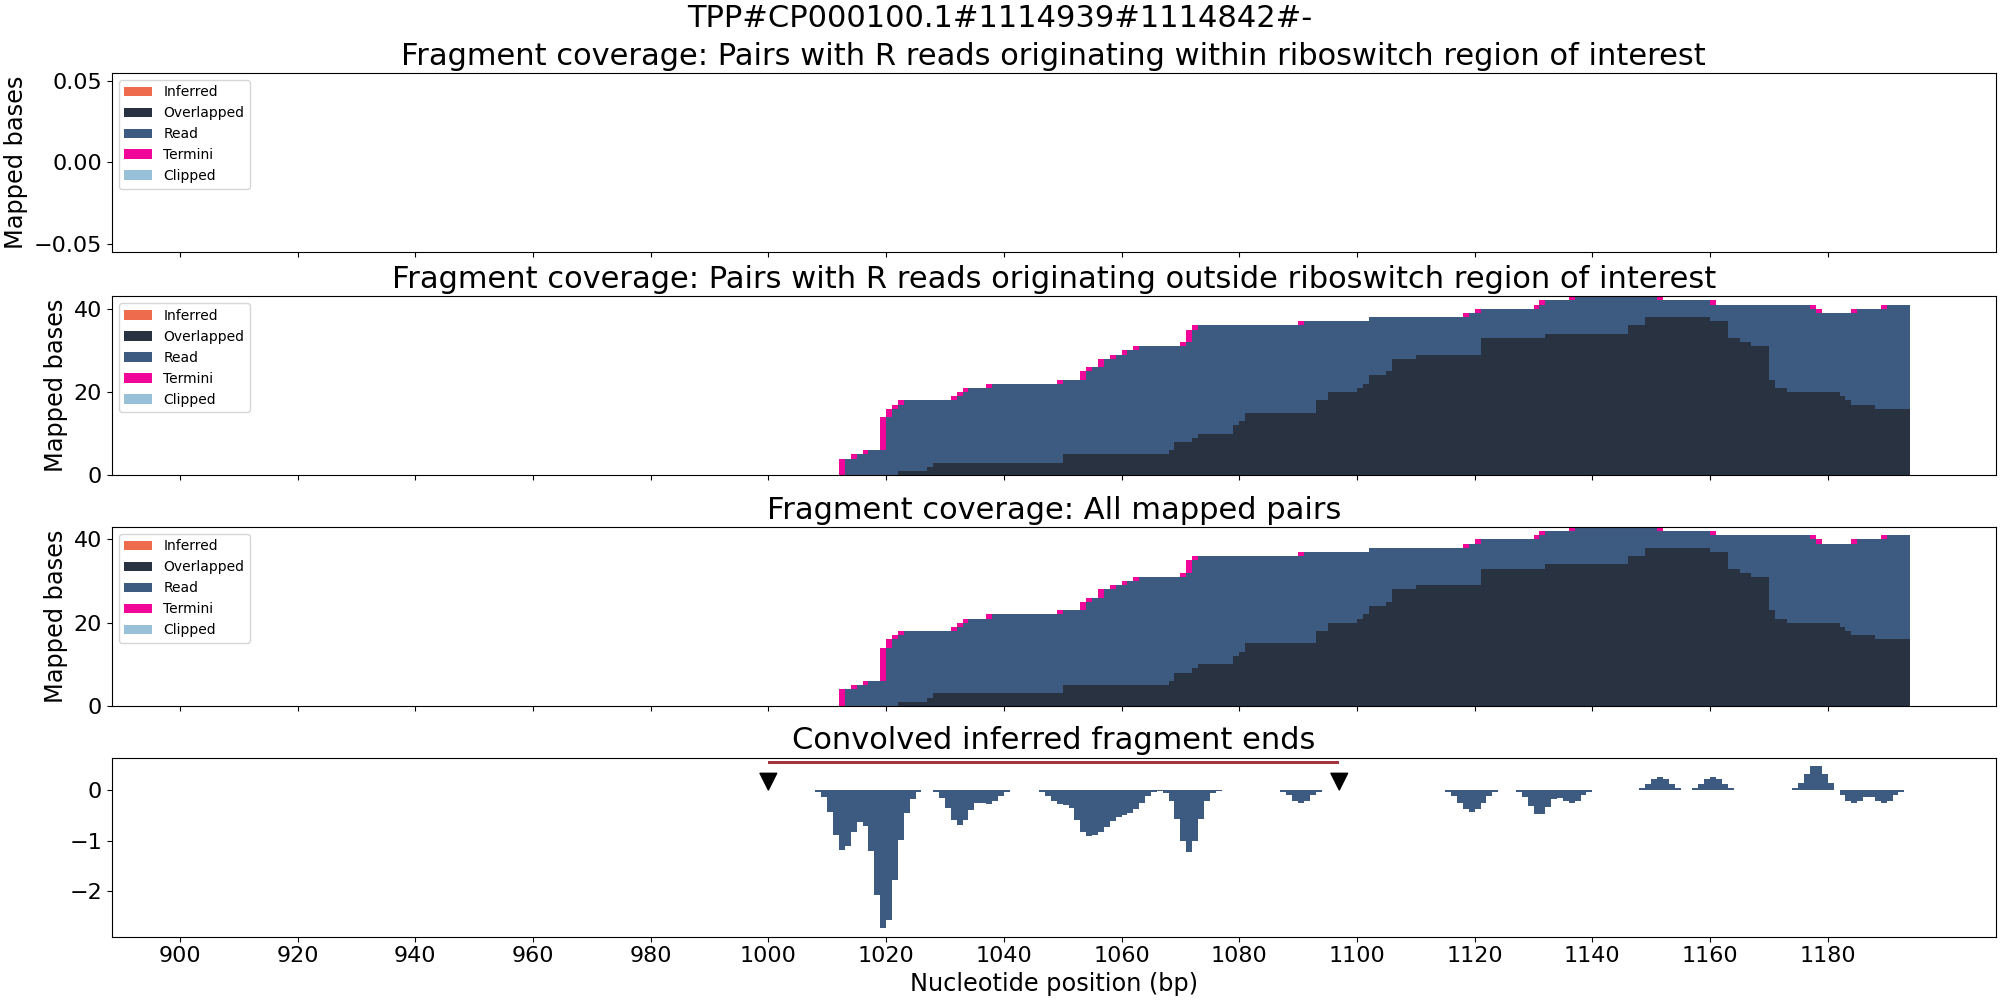 TPP#CP000100.1#1114939#1114842#-
Fragment coverage: Pairs with R reads originating within riboswitch region of interest
Mapped bases
0.05
0.00
−0.05
Inferred
Overlapped
Read
Termini
Clipped
Fragment coverage: Pairs with R reads originating outside riboswitch region of interest
Mapped bases
40
20
0
Inferred
Overlapped
Read
Termini
Clipped
Fragment coverage: All mapped pairs
Mapped bases
40
20
0
Inferred
Overlapped
Read
Termini
Clipped
Convolved inferred fragment ends
0
−1
−2
900 920 940 960 980 1000 1020 1040 1060 1080 1100 1120 1140 1160 1180
Nucleotide position (bp)